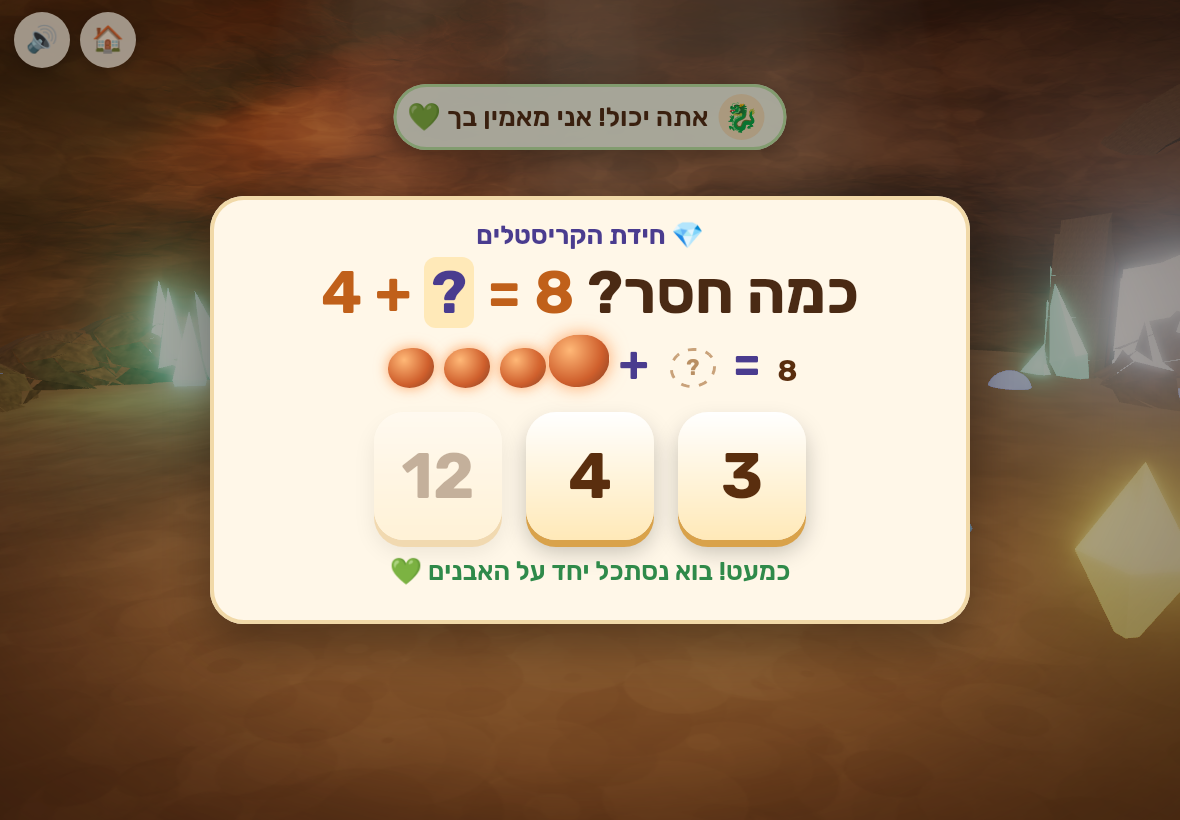 אתה יכול! אני מאמין בך 💚
💎 חידת הקריסטלים
כמה חסר? 4 + ? = 8
+ ? = 8
12 4 3
כמעט! בוא נסתכל יחד על האבנים 💚